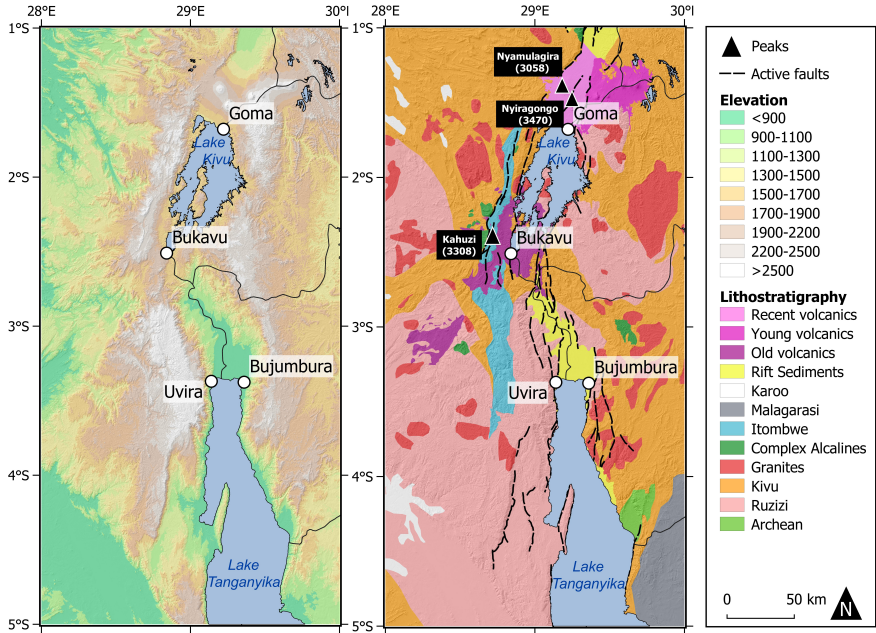 28°E
29°E
30°I
28°E
29°E
30°I
1°S
2°S
3°S
4°S
5°S
Goma
Lake
Kivu
Bukavu
Uvira
Bujumbura
Lake
Tanganyika
1°S
2°S
3°S
4°S
5°S
Nyamulagira
(3058)
Nyiragongo
(3470)
Goma
Lake
Kivu
Kahuzi
(3308)
Bukavu
Uvira
Bujumbura
Lake
Tanganyika
Peaks
Active faults
Elevation
<900
900-1100
1100-1300
1300-1500
1500-1700
1700-1900
1900-2200
2200-2500
>2500
Lithostratigraphy
Recent volcanics
Young volcanics
Old volcanics
Rift Sediments
Karoo
Malagarasi
Itombwe
Complex Alcalines
Granites
Kivu
Ruzizi
Archean
0 50 km
N